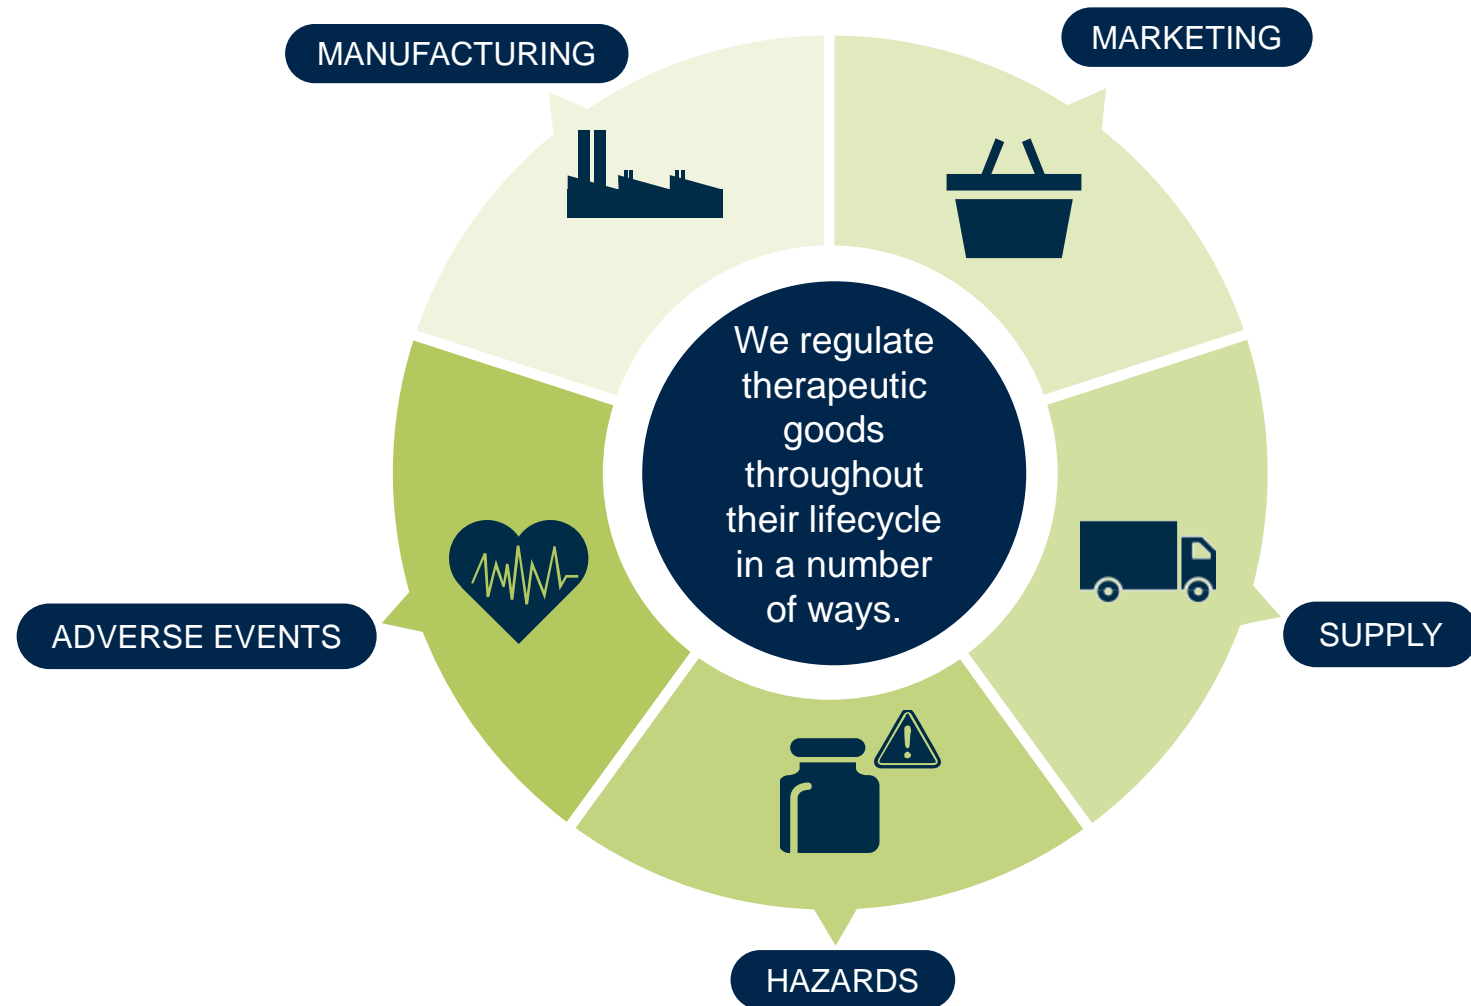 MANUFACTURING
MARKETING
We regulate
therapeutic
goods
throughout
their lifecycle
in a number
of ways.
ADVERSE EVENTS
SUPPLY
HAZARDS